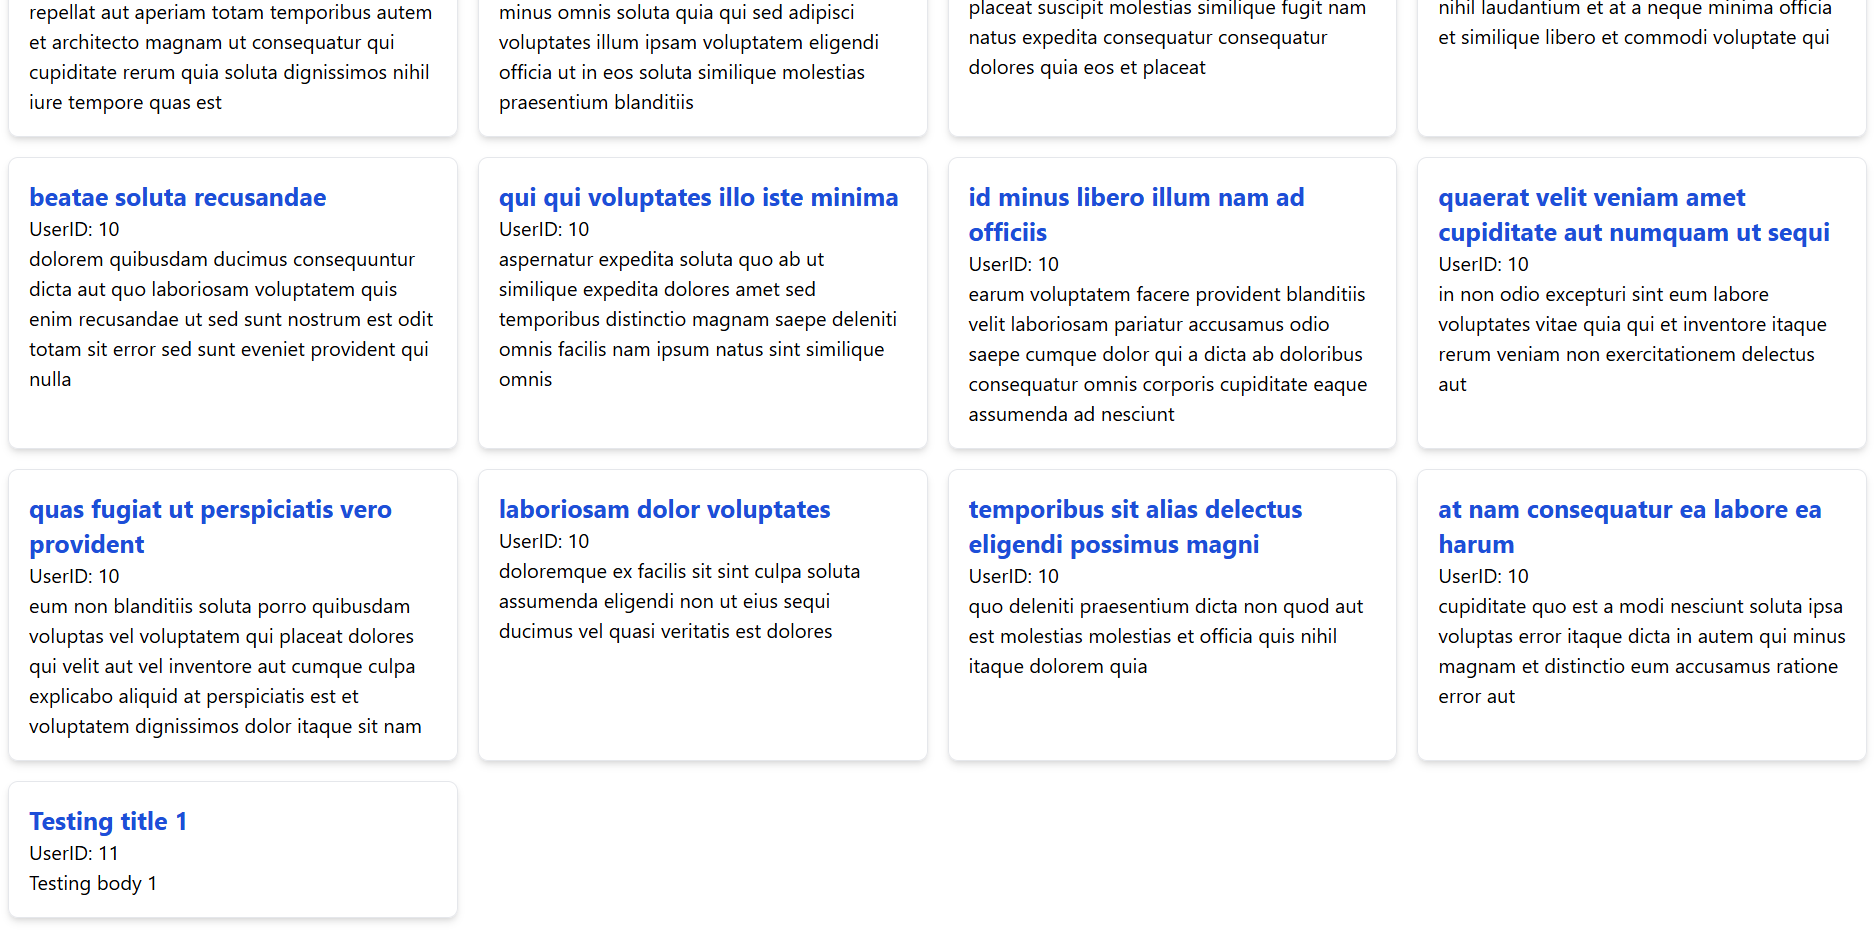 repellat aut aperiam totam temporibus autem
et architecto magnam ut consequatur qui
cupiditate rerum quia soluta dignissimos nihil
iure tempore quas est
minus omnis soluta quia qui sed adipisci
voluptates illum ipsam voluptatem eligendi
officia ut in eos soluta similique molestias
praesentium blanditiis
placeat suscipit molestias similique fugit nam
natus expedita consequatur consequatur
dolores quia eos et placeat
nihil laudantium et at a neque minima officia
et similique libero et commodi voluptate qui
beatae soluta recusandae
UserID: 10
dolorem quibusdam ducimus consequuntur
dicta aut quo laboriosam voluptatem quis
enim recusandae ut sed sunt nostrum est odit
totam sit error sed sunt eveniet provident qui
nulla
qui qui voluptates illo iste minima
UserID: 10
aspernatur expedita soluta quo ab ut
similique expedita dolores amet sed
temporibus distinctio magnam saepe deleniti
omnis facilis nam ipsum natus sint similique
omnis
id minus libero illum nam ad
officiis
UserID: 10
earum voluptatem facere provident blanditiis
velit laboriosam pariatur accusamus odio
saepe cumque dolor qui a dicta ab doloribus
consequatur omnis corporis cupiditate eaque
assumenda ad nesciunt
quaerat velit veniam amet
cupiditate aut numquam ut sequi
UserID: 10
in non odio excepturi sint eum labore
voluptates vitae quia qui et inventore itaque
rerum veniam non exercitationem delectus
aut
quas fugiat ut perspiciatis vero
provident
UserID: 10
eum non blanditiis soluta porro quibusdam
voluptas vel voluptatem qui placeat dolores
qui velit aut vel inventore aut cumque culpa
explicabo aliquid at perspiciatis est et
voluptatem dignissimos dolor itaque sit nam
laboriosam dolor voluptates
UserID: 10
doloremque ex facilis sit sint culpa soluta
assumenda eligendi non ut eius sequi
ducimus vel quasi veritatis est dolores
temporibus sit alias delectus
eligendi possimus magni
UserID: 10
quo deleniti praesentium dicta non quod aut
est molestias molestias et officia quis nihil
itaque dolorem quia
at nam consequatur ea labore ea
harum
UserID: 10
cupiditate quo est a modi nesciunt soluta ipsa
voluptas error itaque dicta in autem qui minus
magnam et distinctio eum accusamus ratione
error aut
Testing title 1
UserID: 11
Testing body 1